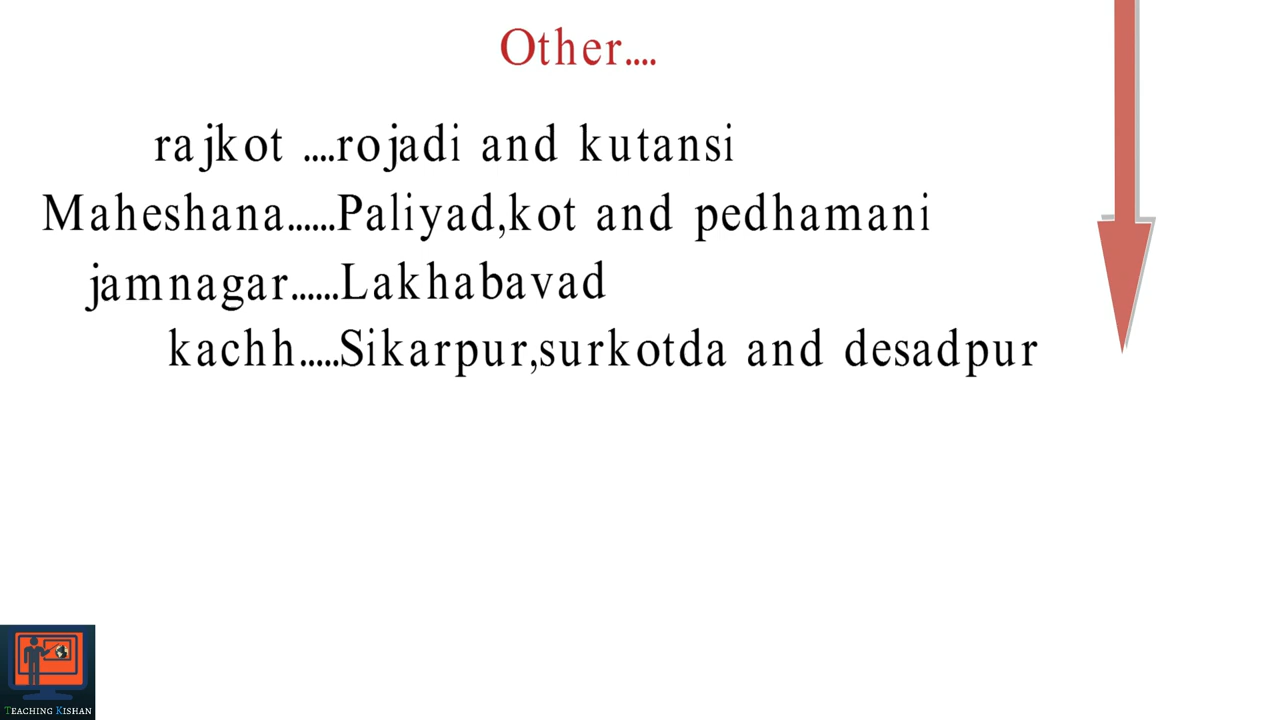 Other....
rajkot ....rojadi and kutansi
Maheshana......Paliyad,kot and pedhamani
jamnagar......Lakhabavad
kachh.....Sikarpur,surkotda and desadpur
TEACHING KISHAN